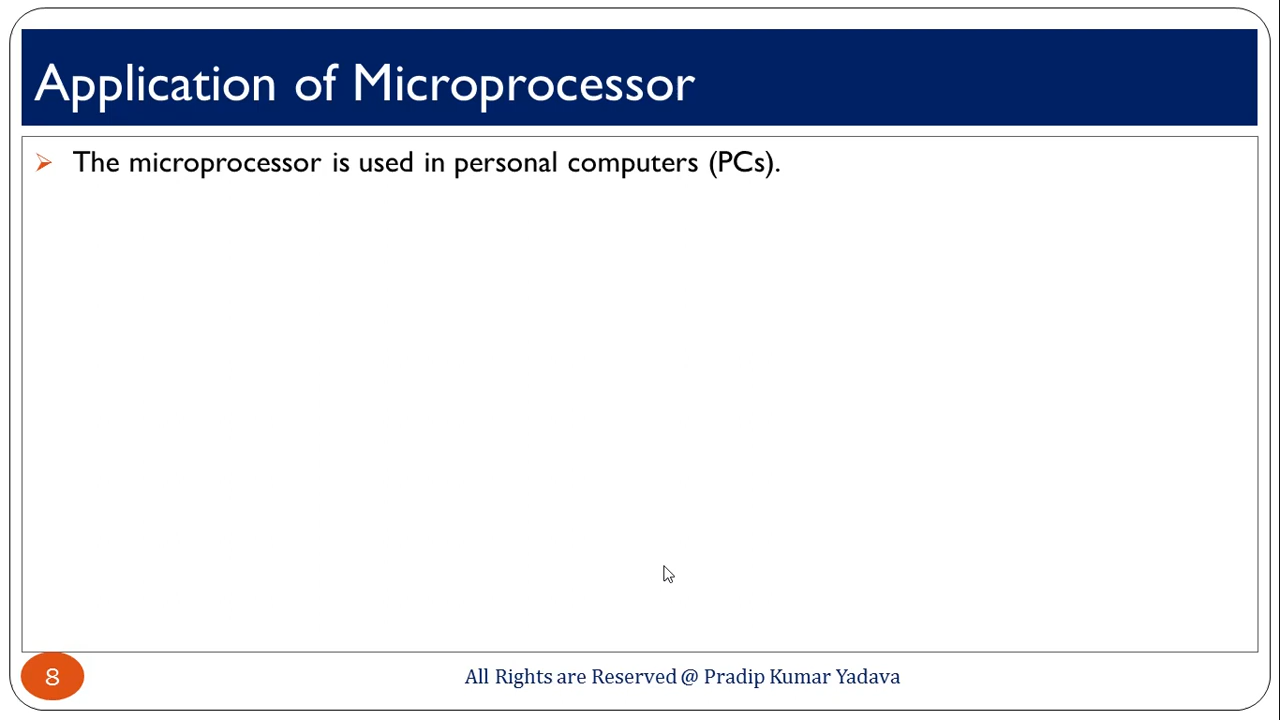 Application of Microprocessor
The microprocessor is used in personal computers (PCs).
8
All Rights are Reserved @ Pradip Kumar Yadava